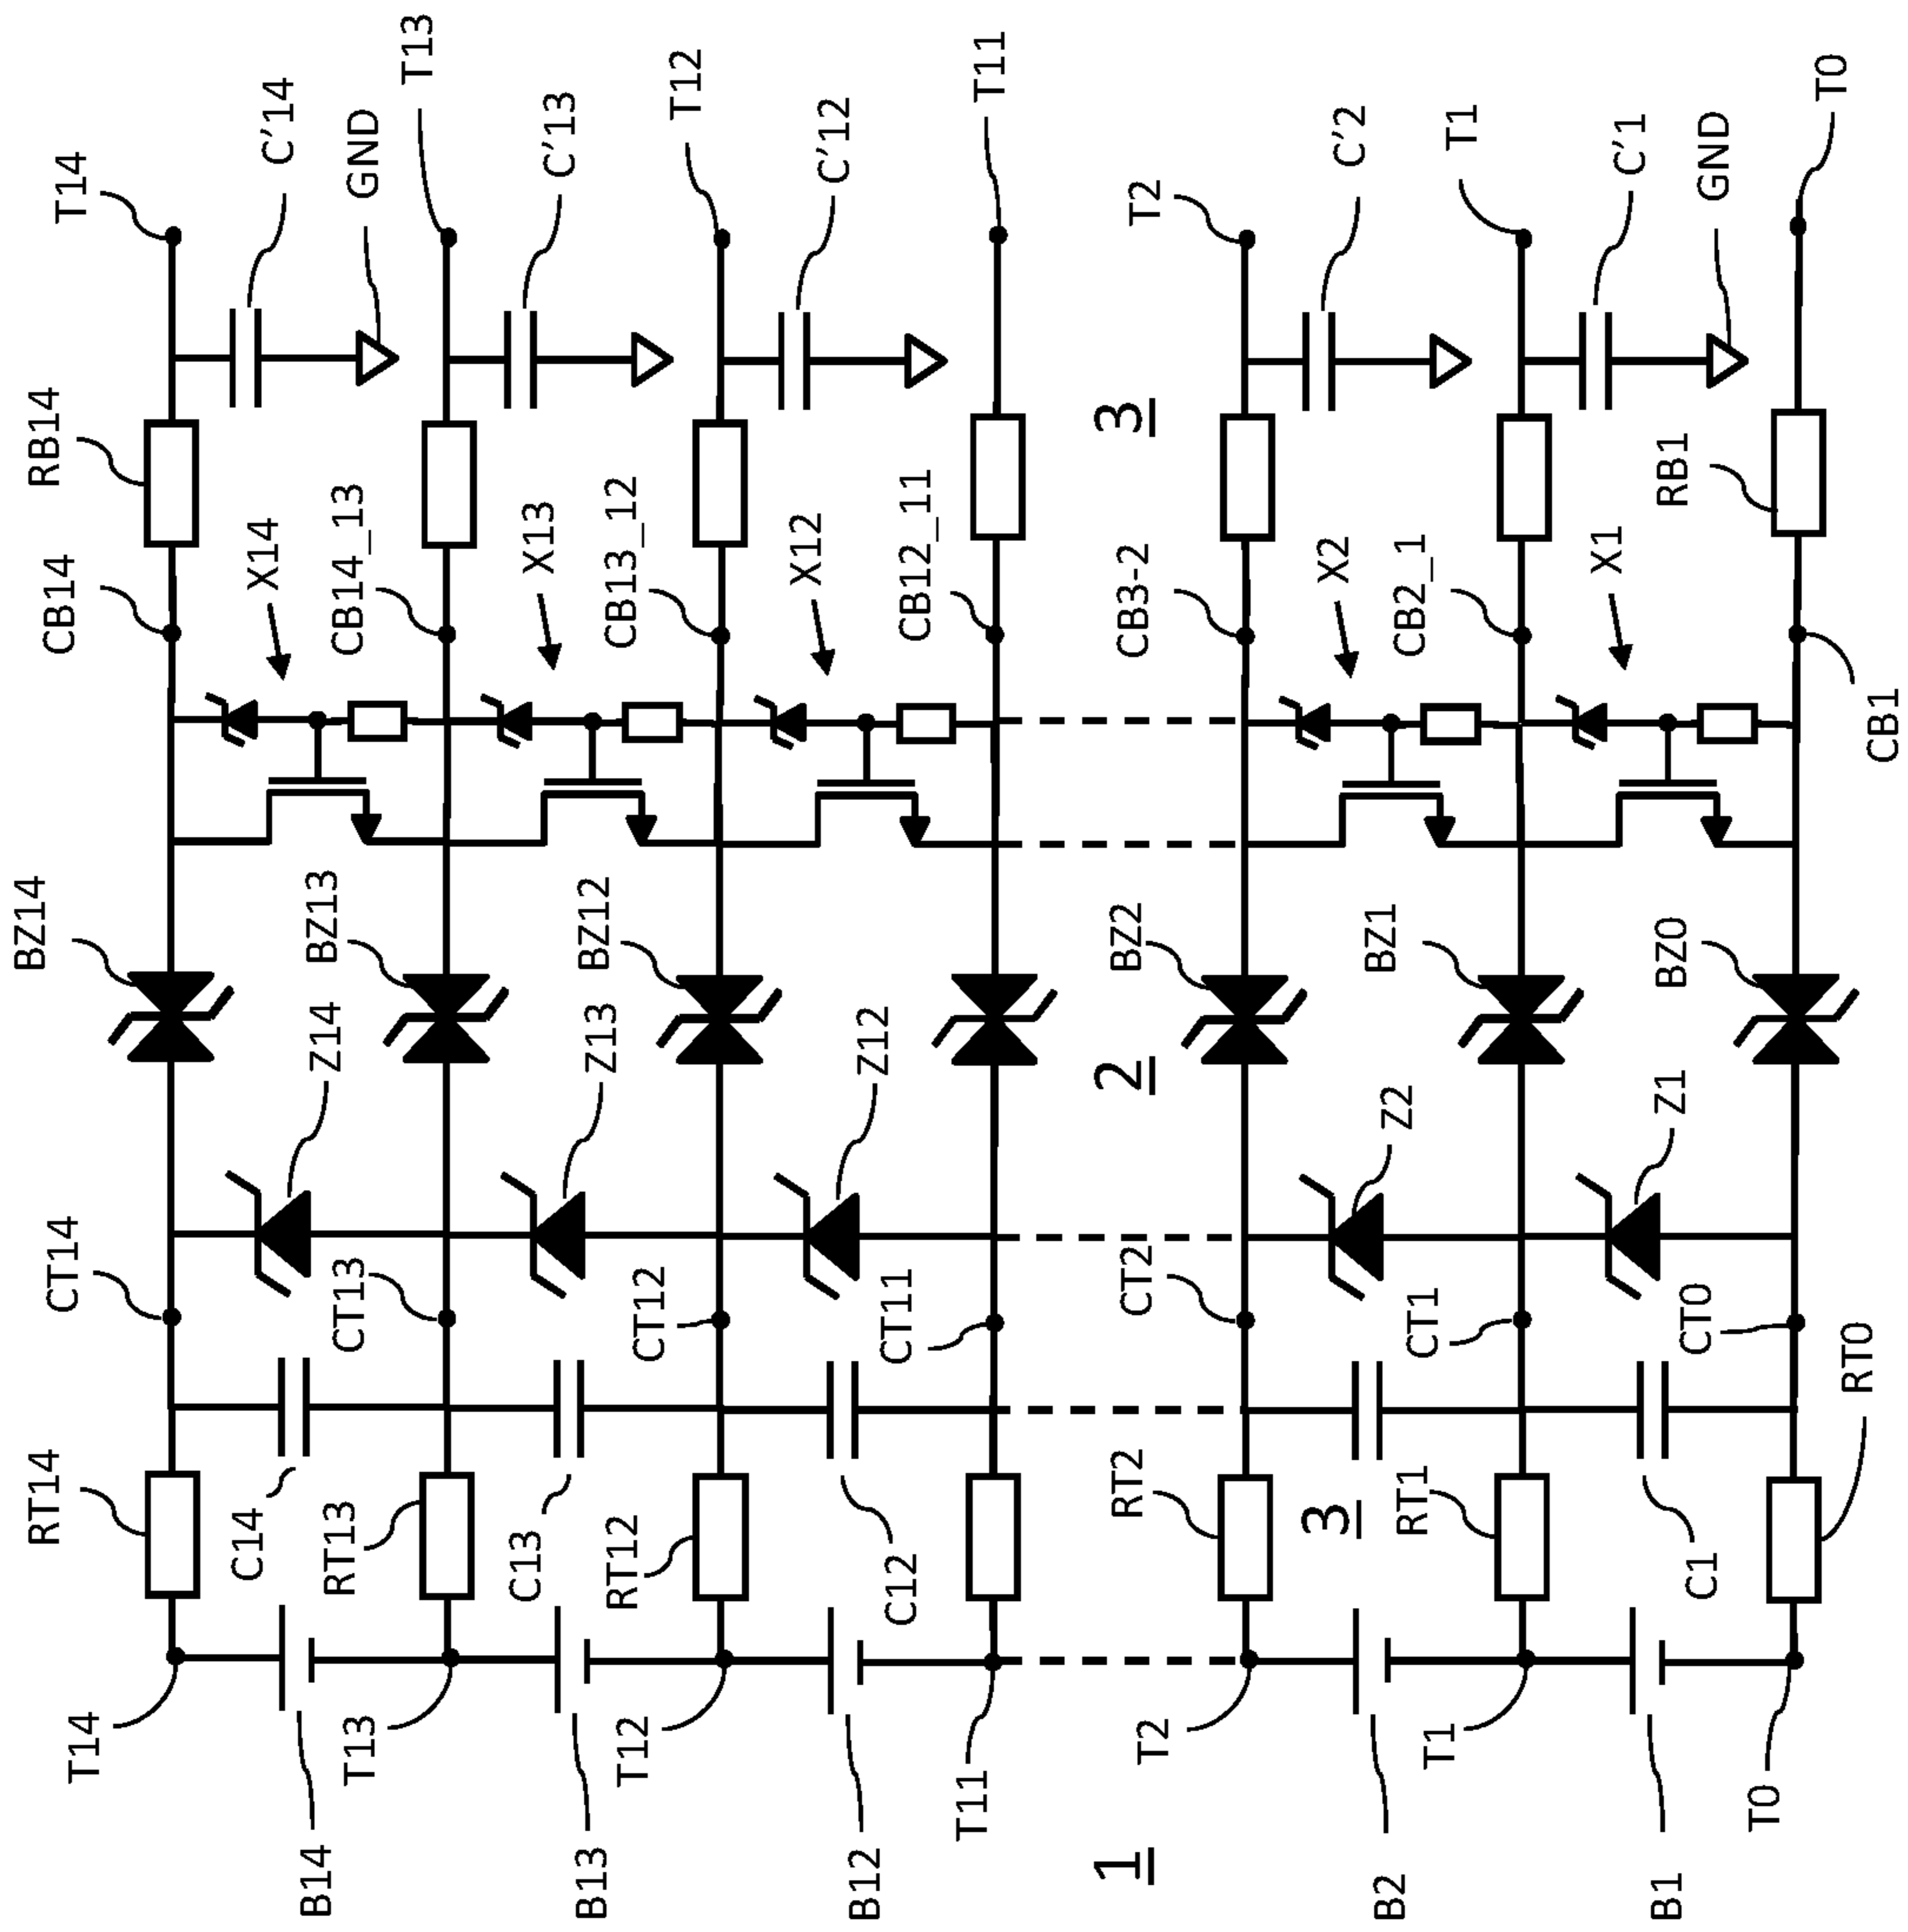 T14
C'14
GND
T13
C'13
T12
C'12
T11
T2
C'2
T1
C'1
GND
T0
RB14
CB14
X14
CB14_13
X13
CB13_12
X12
CB12_11
3
CB3-2
X2
CB2_1
X1
RB1
CB1
BZ14
Z14
BZ13
Z13
BZ12
Z12
2
BZ2
Z2
BZ1
Z1
BZ0
CT14
CT13
CT12
CT11
CT2
CT1
CT0
RT14
C14
RT13
C13
RT12
C12
RT2
3
RT1
C1
RT0
T14
B14
T13
B13
T12
B12
T11
1
T2
B2
T1
B1
T0